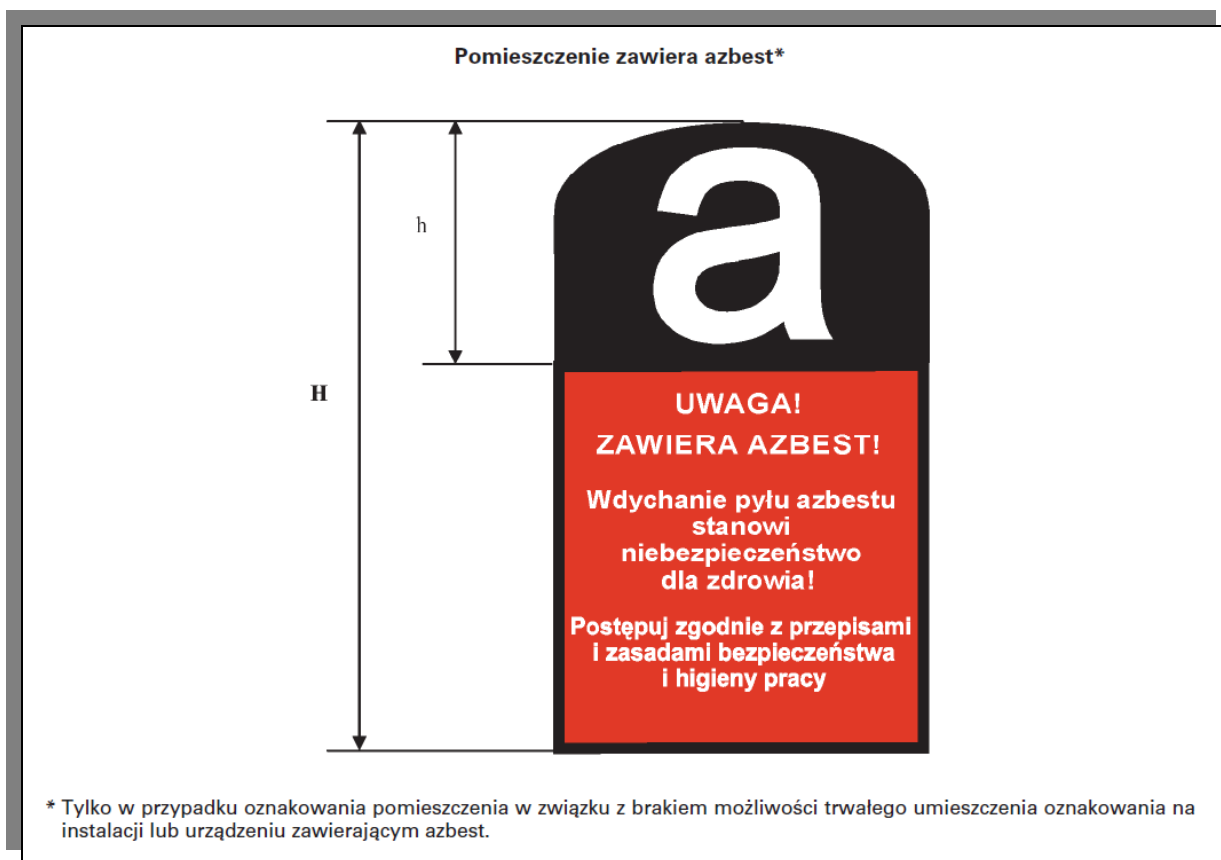 Pomieszczenie zawiera azbest*
a
h
H
UWAGA!
ZAWIERA AZBEST!
Wdychanie pyłu azbestu
stanowi
niebezpieczeństwo
dla zdrowia!
Postępuj zgodnie z przepisami
i zasadami bezpieczeństwa
i higieny pracy
* Tylko w przypadku oznakowania pomieszczenia w związku z brakiem możliwości trwałego umieszczenia oznakowania na
instalacji lub urządzeniu zawierającym azbest.